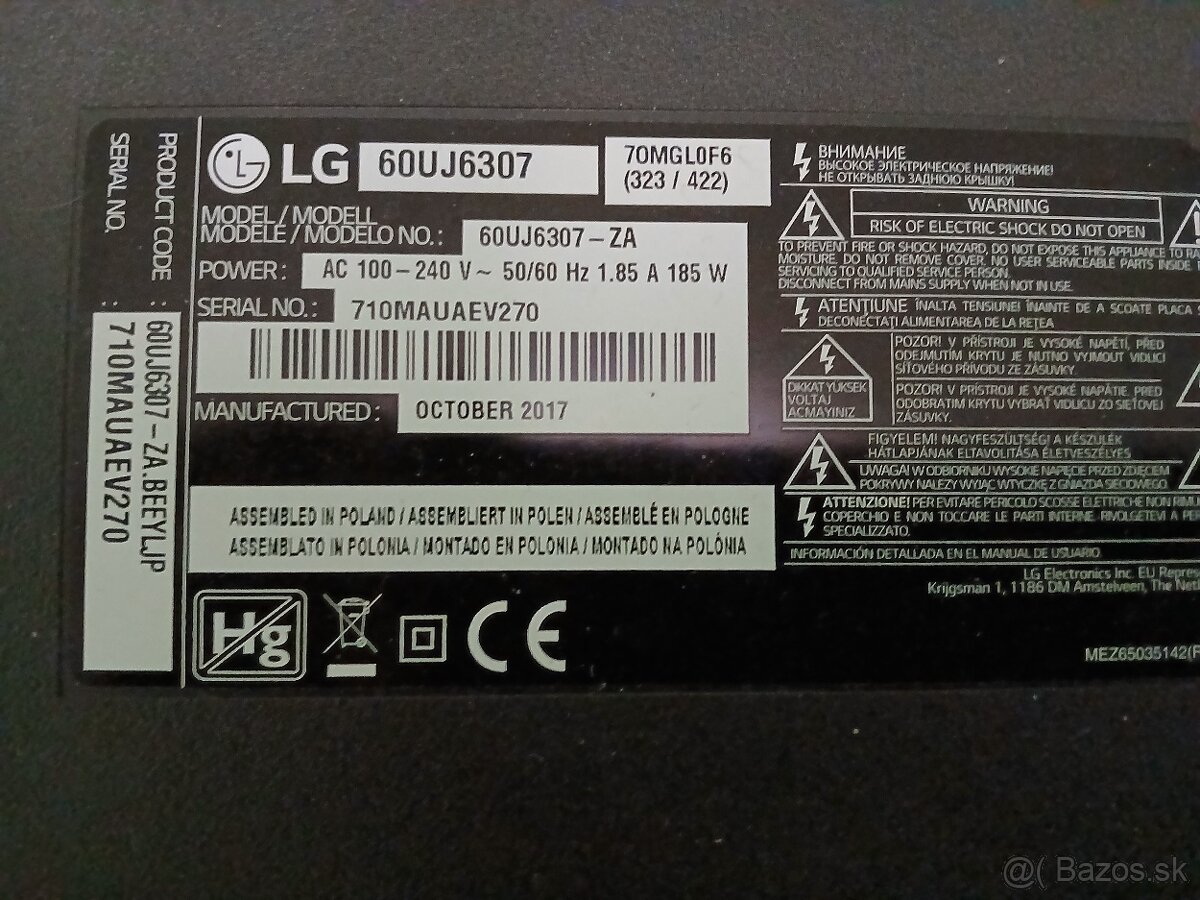 PRODUCT CODE : 60UJ6307-ZA.BEEYLJP
SERIAL NO. : 710MAUAEV270
LG
60UJ6307
70MGL0F6
(323 / 422)
MODEL / MODELL
MODELE / MODELO NO. : 60UJ6307-ZA
POWER : AC 100-240 V~ 50/60 Hz 1.85 A 185 W
SERIAL NO. : 710MAUAEV270
MANUFACTURED : OCTOBER 2017
ASSEMBLED IN POLAND / ASSEMBLIERT IN POLEN / ASSEMBLÉ EN POLOGNE
ASSEMBLATO IN POLONIA / MONTADO EN POLONIA / MONTADO NA POLÓNIA
Hg
CE
ВНИМАНИЕ
ВЫСОКОЕ ЭЛЕКТРИЧЕСКОЕ НАПРЯЖЕНИЕ!
НЕ ОТКРЫВАТЬ ЗАДНЮЮ КРЫШКУ!
WARNING
RISK OF ELECTRIC SHOCK DO NOT OPEN
TO PREVENT FIRE OR SHOCK HAZARD, DO NOT EXPOSE THIS APPLIANCE TO
MOISTURE. DO NOT REMOVE COVER. NO USER SERVICEABLE PARTS INSIDE
SERVICING TO QUALIFIED SERVICE PERSON.
DISCONNECT FROM MAINS SUPPLY WHEN NOT IN USE.
ATENȚIUNE ÎNALTA TENSIUNE! ÎNAINTE DE A SCOATE PLACA
DECONECTAȚI ALIMENTAREA DE LA REȚEA
DIKKAT YUKSEK
VOLTAJ
ACMAYINIZ
POZOR! V PŘÍSTROJI JE VYSOKÉ NAPĚTÍ, PŘED
ODEJMUTÍM KRYTU JE NUTNO VYJMOUT VIDLICI
SÍŤOVÉHO PŘÍVODU ZE ZÁSUVKY.
POZOR! V PRÍSTROJI JE VYSOKÉ NAPÄTIE. PRED
ODOBRATIM KRYTU VYBRAŤ VIDLICU ZO SIEŤOVEJ
ZÁSUVKY.
FIGYELEM! NAGYFESZÜLTSÉG! A KÉSZÜLÉK
HÁTLAPJÁNAK ELTÁVOLÍTÁSA ÉLETVESZÉLYES
UWAGA! W ODBIORNIKU WYSOKIE NAPIĘCIE PRZED ZDJĘCIEM
POKRYWY NALEŻY WYJĄĆ WTYCZKĘ Z GNIAZDA SIECIOWEGO.
ATTENZIONE! PER EVITARE PERICOLO SCOSSE ELETTRICHE NON
COPERCHIO E NON TOCCARE LE PARTI INTERNE. RIVOLGETEVI A
SPECIALIZZATO.
INFORMACIÓN DETALLADA EN EL MANUAL DE USUARIO
LG Electronics Inc. EU
Krijgsman 1, 1186 DM Amstelveen, The
MEZ65035142(
@( Bazos.sk